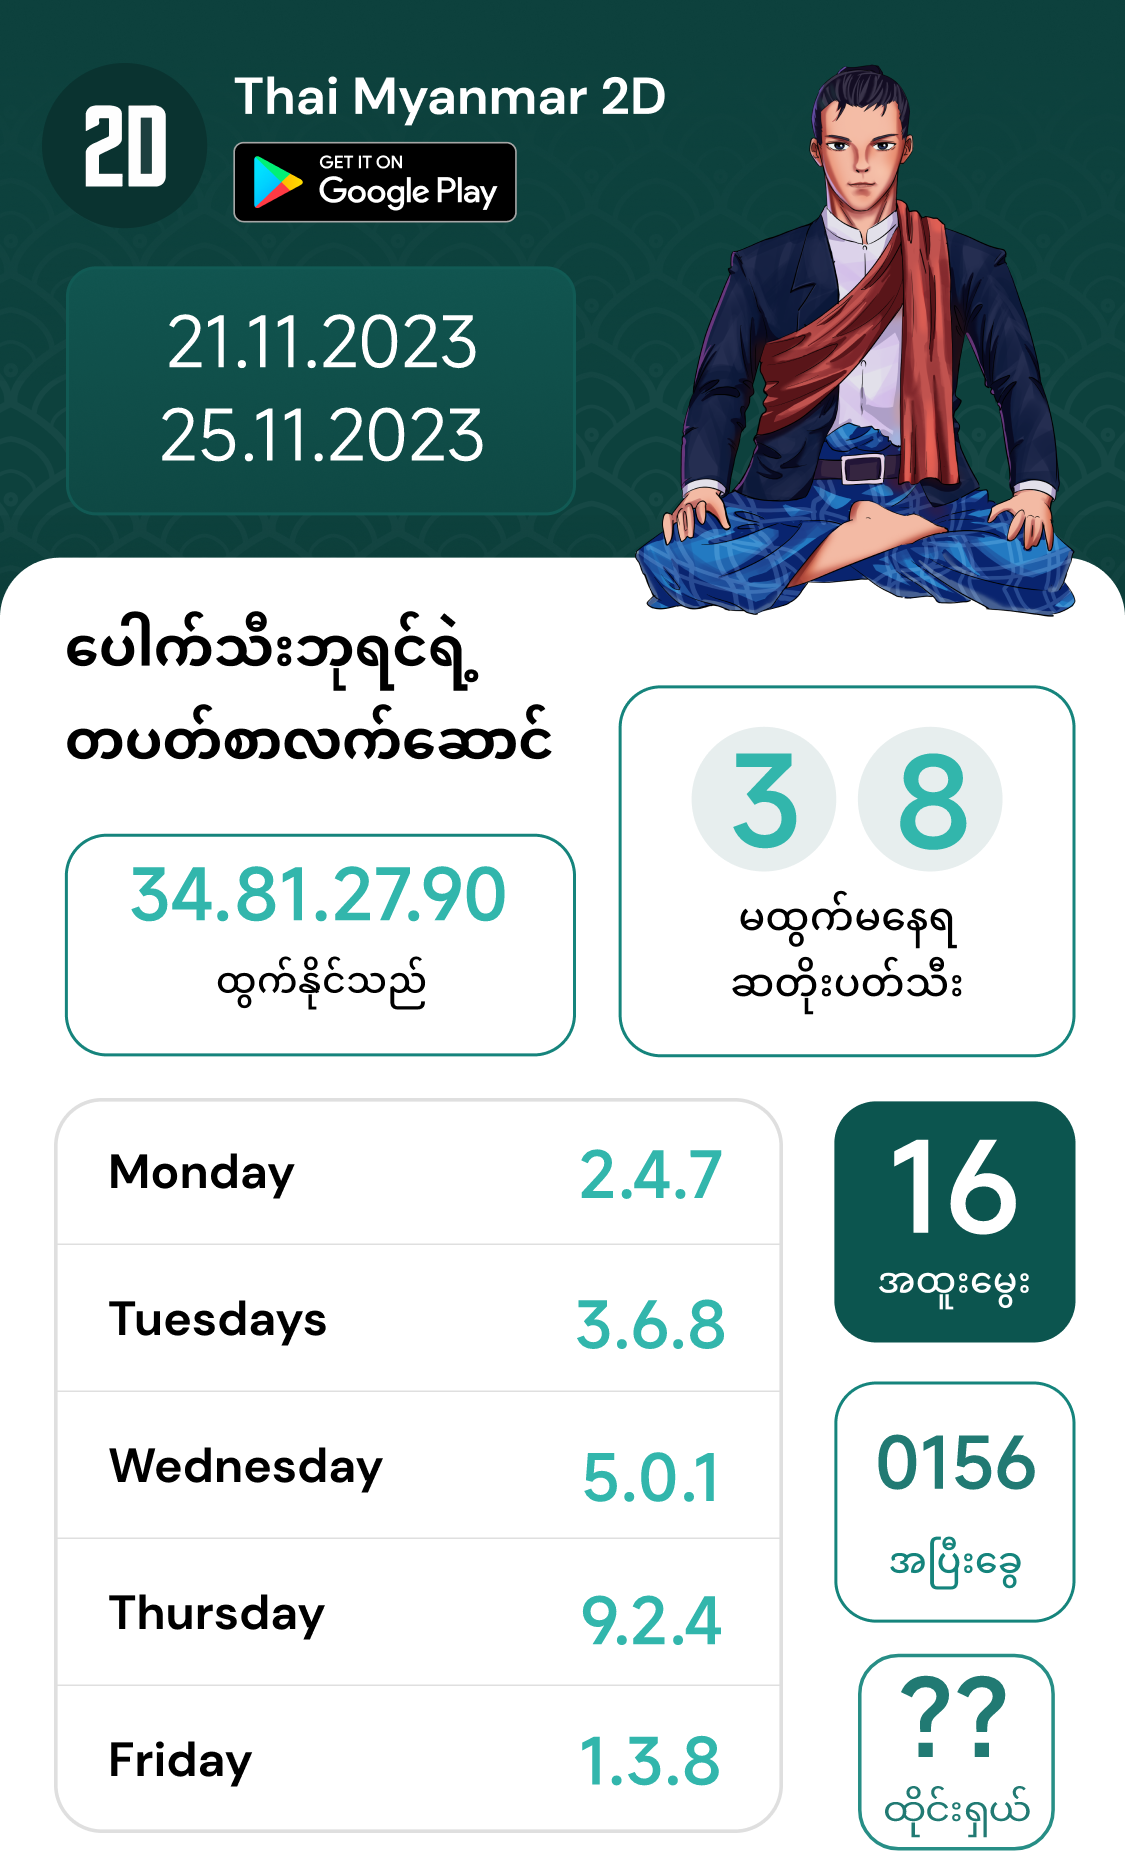 2D
Thai Myanmar 2D
GET IT ON
Google Play
21.11.2023
25.11.2023
ပေါက်သီးဘုရင်ရဲ့
တပတ်စာလက်ဆောင်
34.81.27.90
ထွက်နိုင်သည်
3 8
မထွက်မနေရ
ဆတိုးပတ်သီး
Monday 2.4.7
Tuesdays 3.6.8
Wednesday 5.0.1
Thursday 9.2.4
Friday 1.3.8
16
အထူးမွေး
0156
အပြီးခွေ
??
ထိုင်းရှယ်